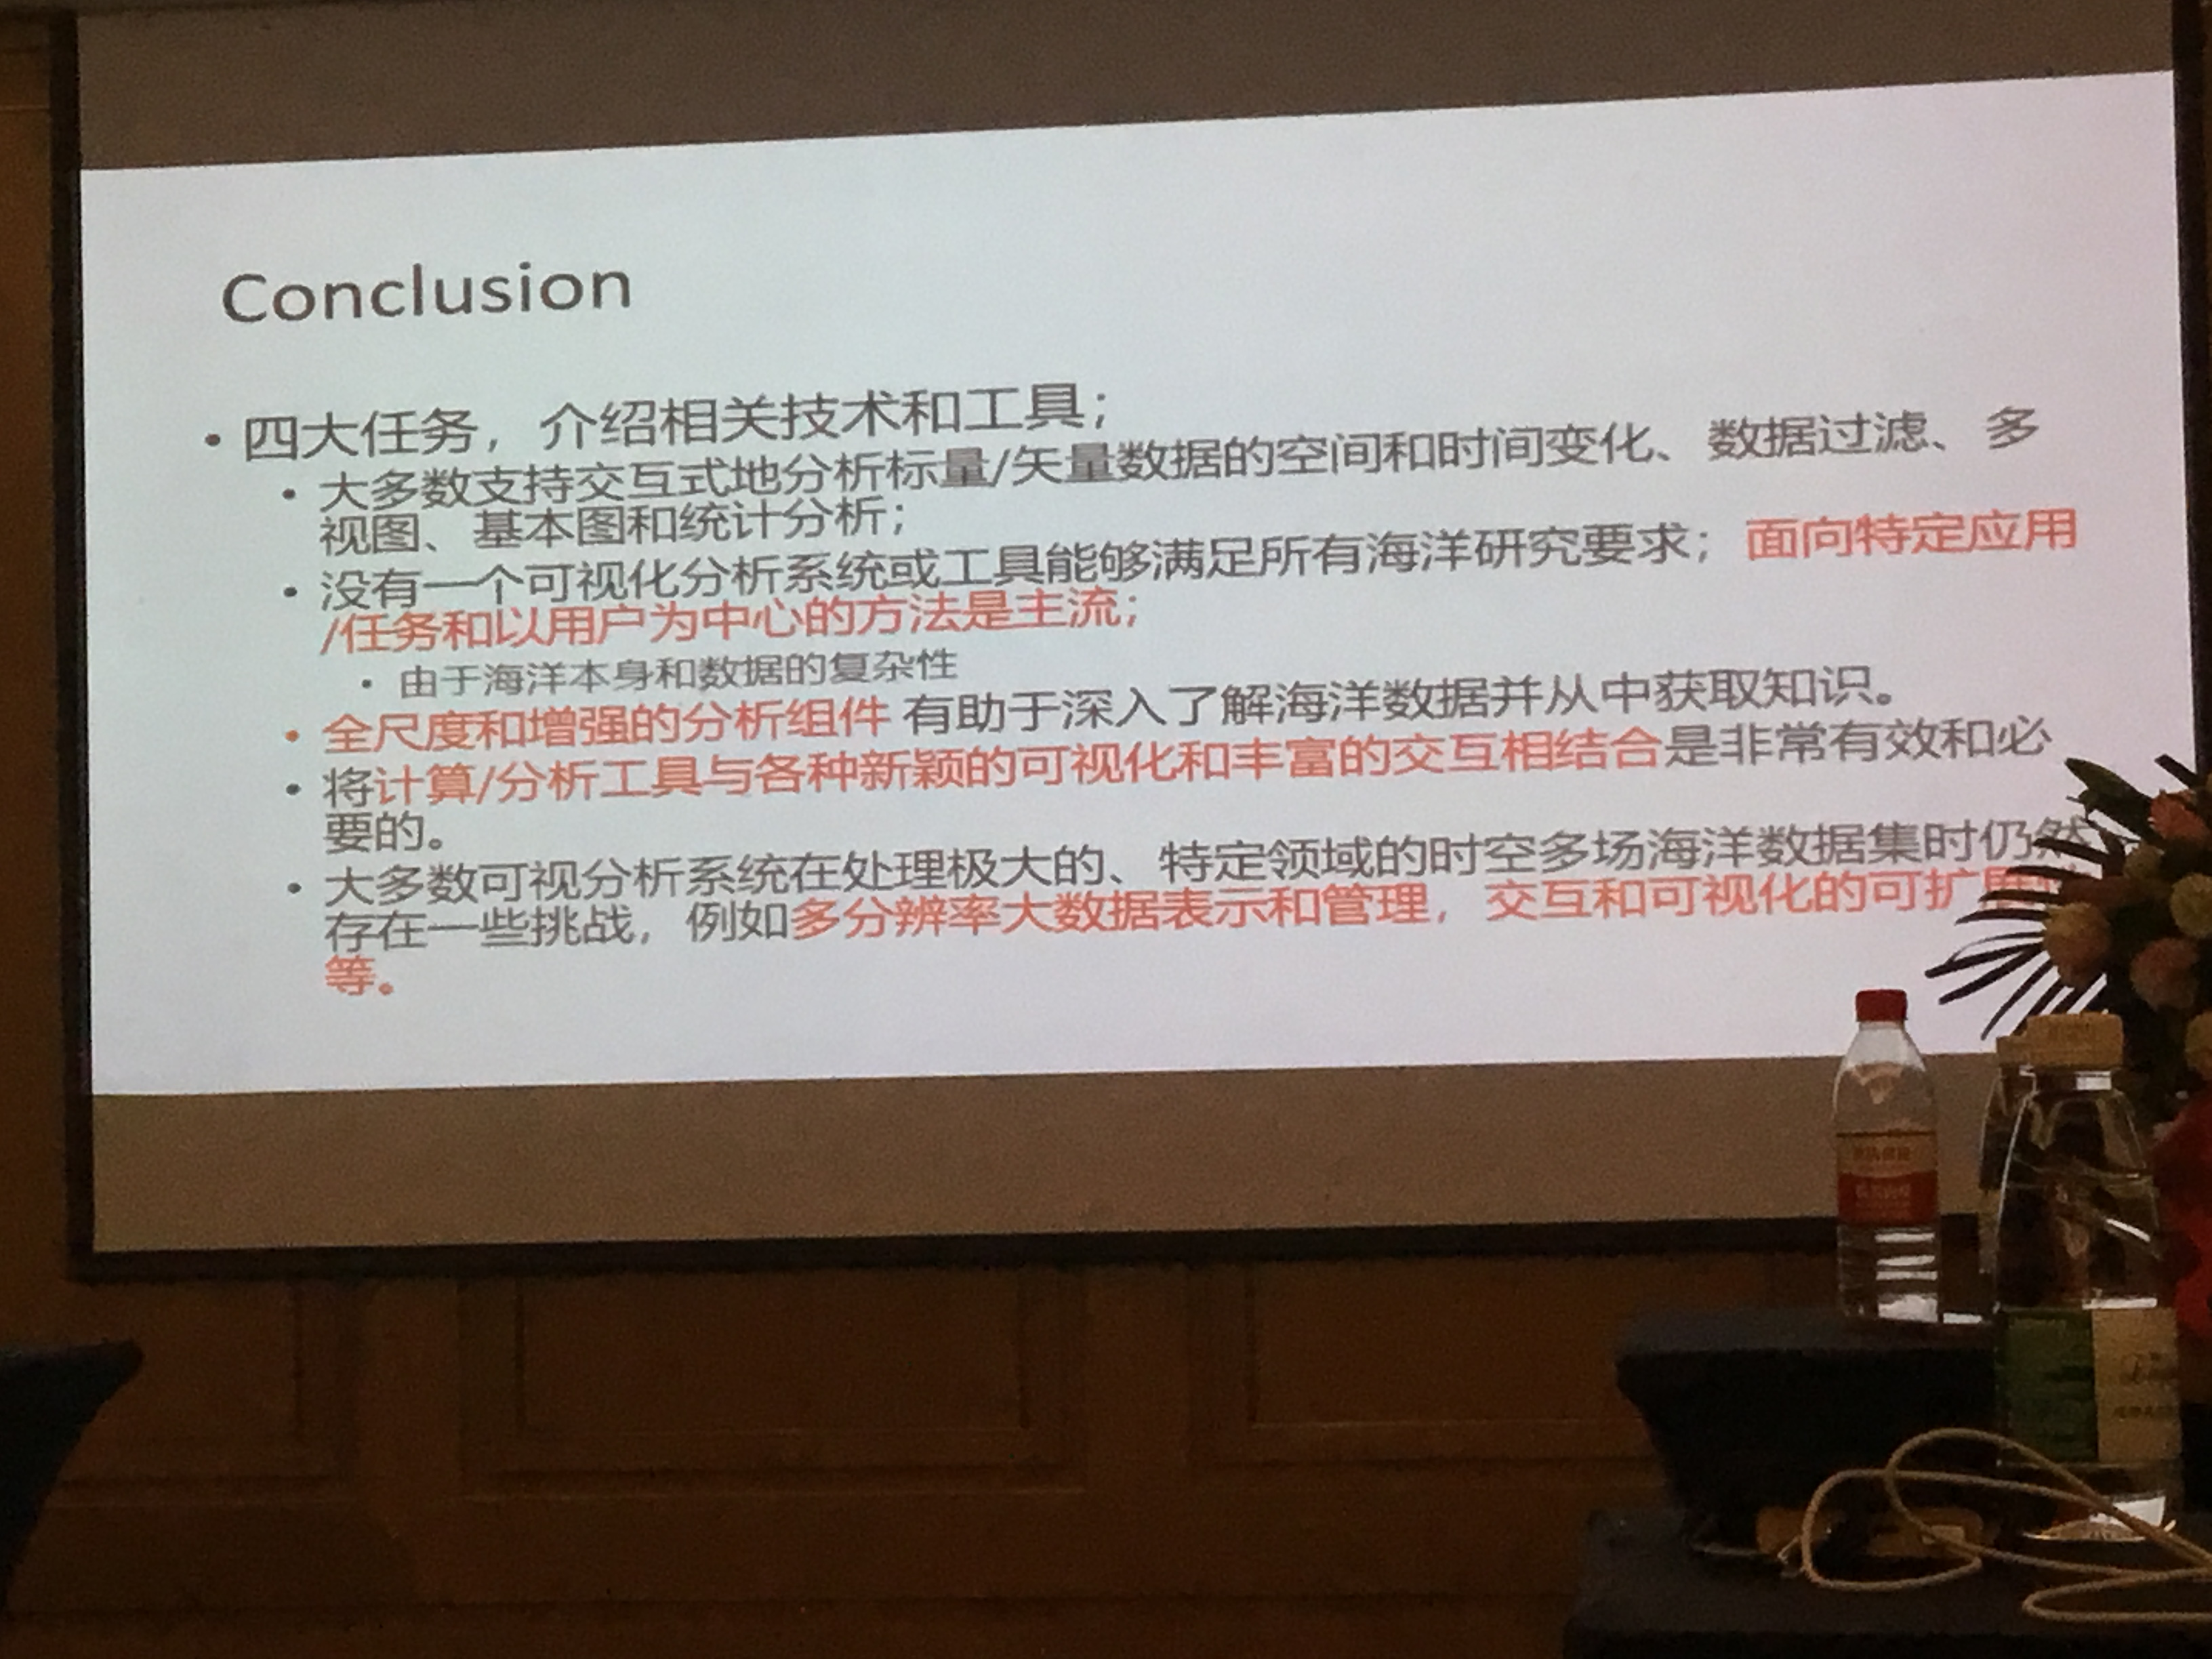 Conclusion
• 四大任务，介绍相关技术和工具；
• 大多数支持交互式地分析标量/矢量数据的空间和时间变化、数据过滤、多
视图、基本图和统计分析；
• 没有一个可视化分析系统或工具能够满足所有海洋研究要求；面向特定应用
/任务和以用户为中心的方法是主流；
• 由于海洋本身和数据的复杂性
• 全尺度和增强的分析组件 有助于深入了解海洋数据并从中获取知识。
• 将计算/分析工具与各种新颖的可视化和丰富的交互相结合是非常有效和必
要的。
• 大多数可视分析系统在处理极大的、特定领域的时空多场海洋数据集时仍然
存在一些挑战，例如多分辨率大数据表示和管理，交互和可视化的可扩
等。